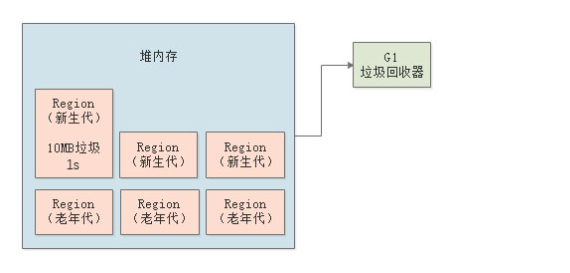 堆内存
G1
垃圾回收器
Region
（新生代）
10MB垃圾
1s
Region
（新生代）
Region
（新生代）
Region
（老年代）
Region
（老年代）
Region
（老年代）